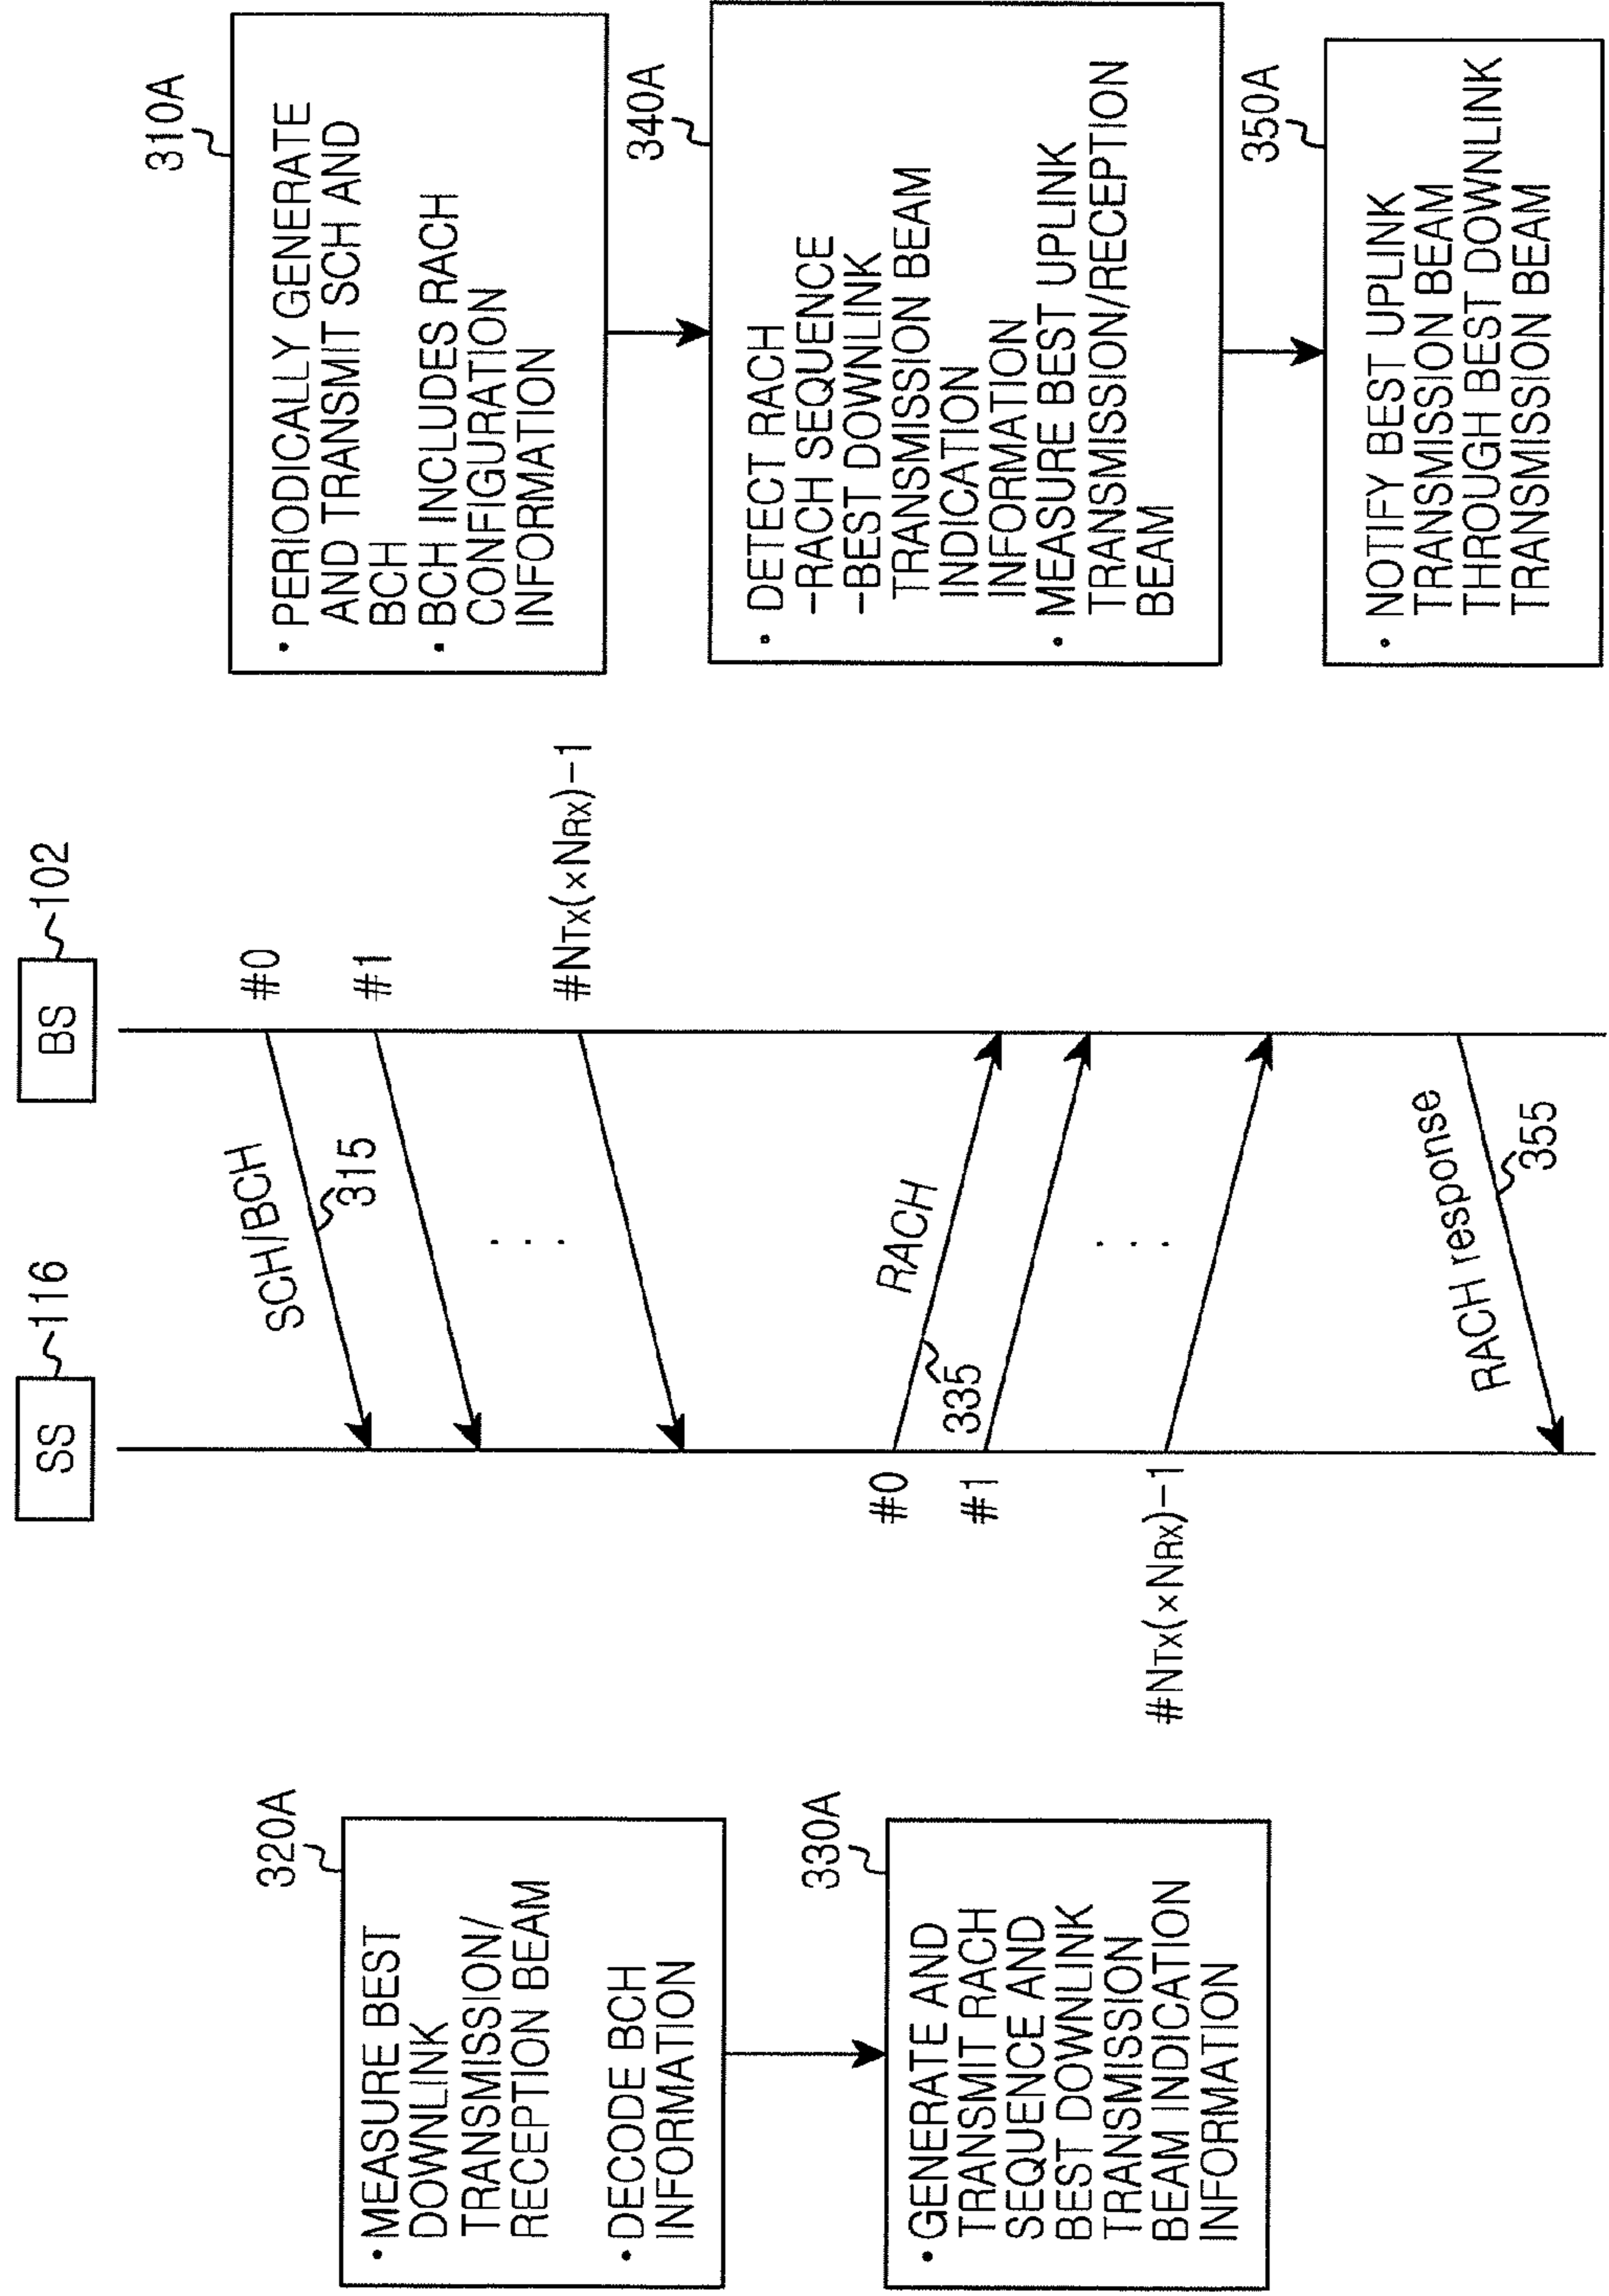 SS
116
BS
102
320A
• MEASURE BEST
DOWNLINK
TRANSMISSION/
RECEPTION BEAM
• DECODE BCH
INFORMATION
330A
• GENERATE AND
TRANSMIT RACH
SEQUENCE AND
BEST DOWNLINK
TRANSMISSION
BEAM INDICATION
INFORMATION
SCH/BCH
315
#0
#1
#NTx(×NRx)-1
. . .
RACH
335
#0
#1
#NTx(×NRx)-1
. . .
RACH response
355
310A
• PERIODICALLY GENERATE
AND TRANSMIT SCH AND
BCH
• BCH INCLUDES RACH
CONFIGURATION
INFORMATION
340A
• DETECT RACH
-RACH SEQUENCE
-BEST DOWNLINK
TRANSMISSION BEAM
INDICATION
INFORMATION
• MEASURE BEST UPLINK
TRANSMISSION/RECEPTION
BEAM
350A
• NOTIFY BEST UPLINK
TRANSMISSION BEAM
THROUGH BEST DOWNLINK
TRANSMISSION BEAM